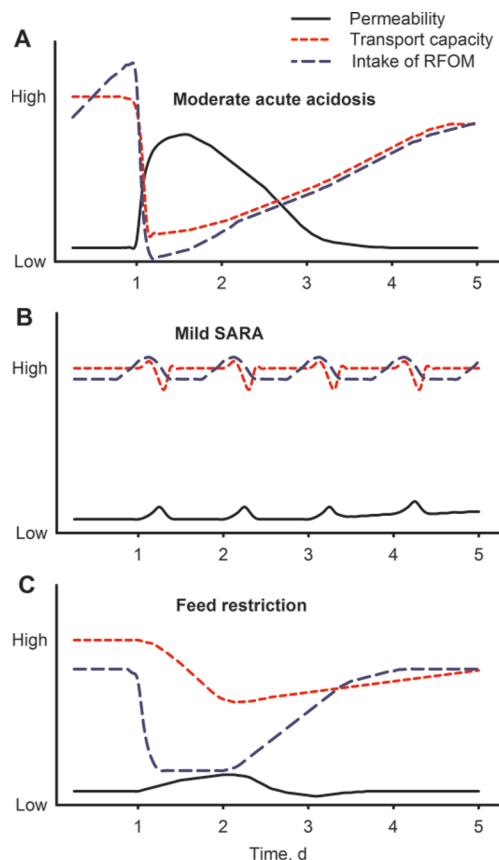 Permeability
Transport capacity
Intake of RFOM
A
High
Moderate acute acidosis
Low
1 2 3 4 5
B
Mild SARA
High
Low
1 2 3 4 5
C
Feed restriction
High
Low
1 2 3 4 5
Time, d